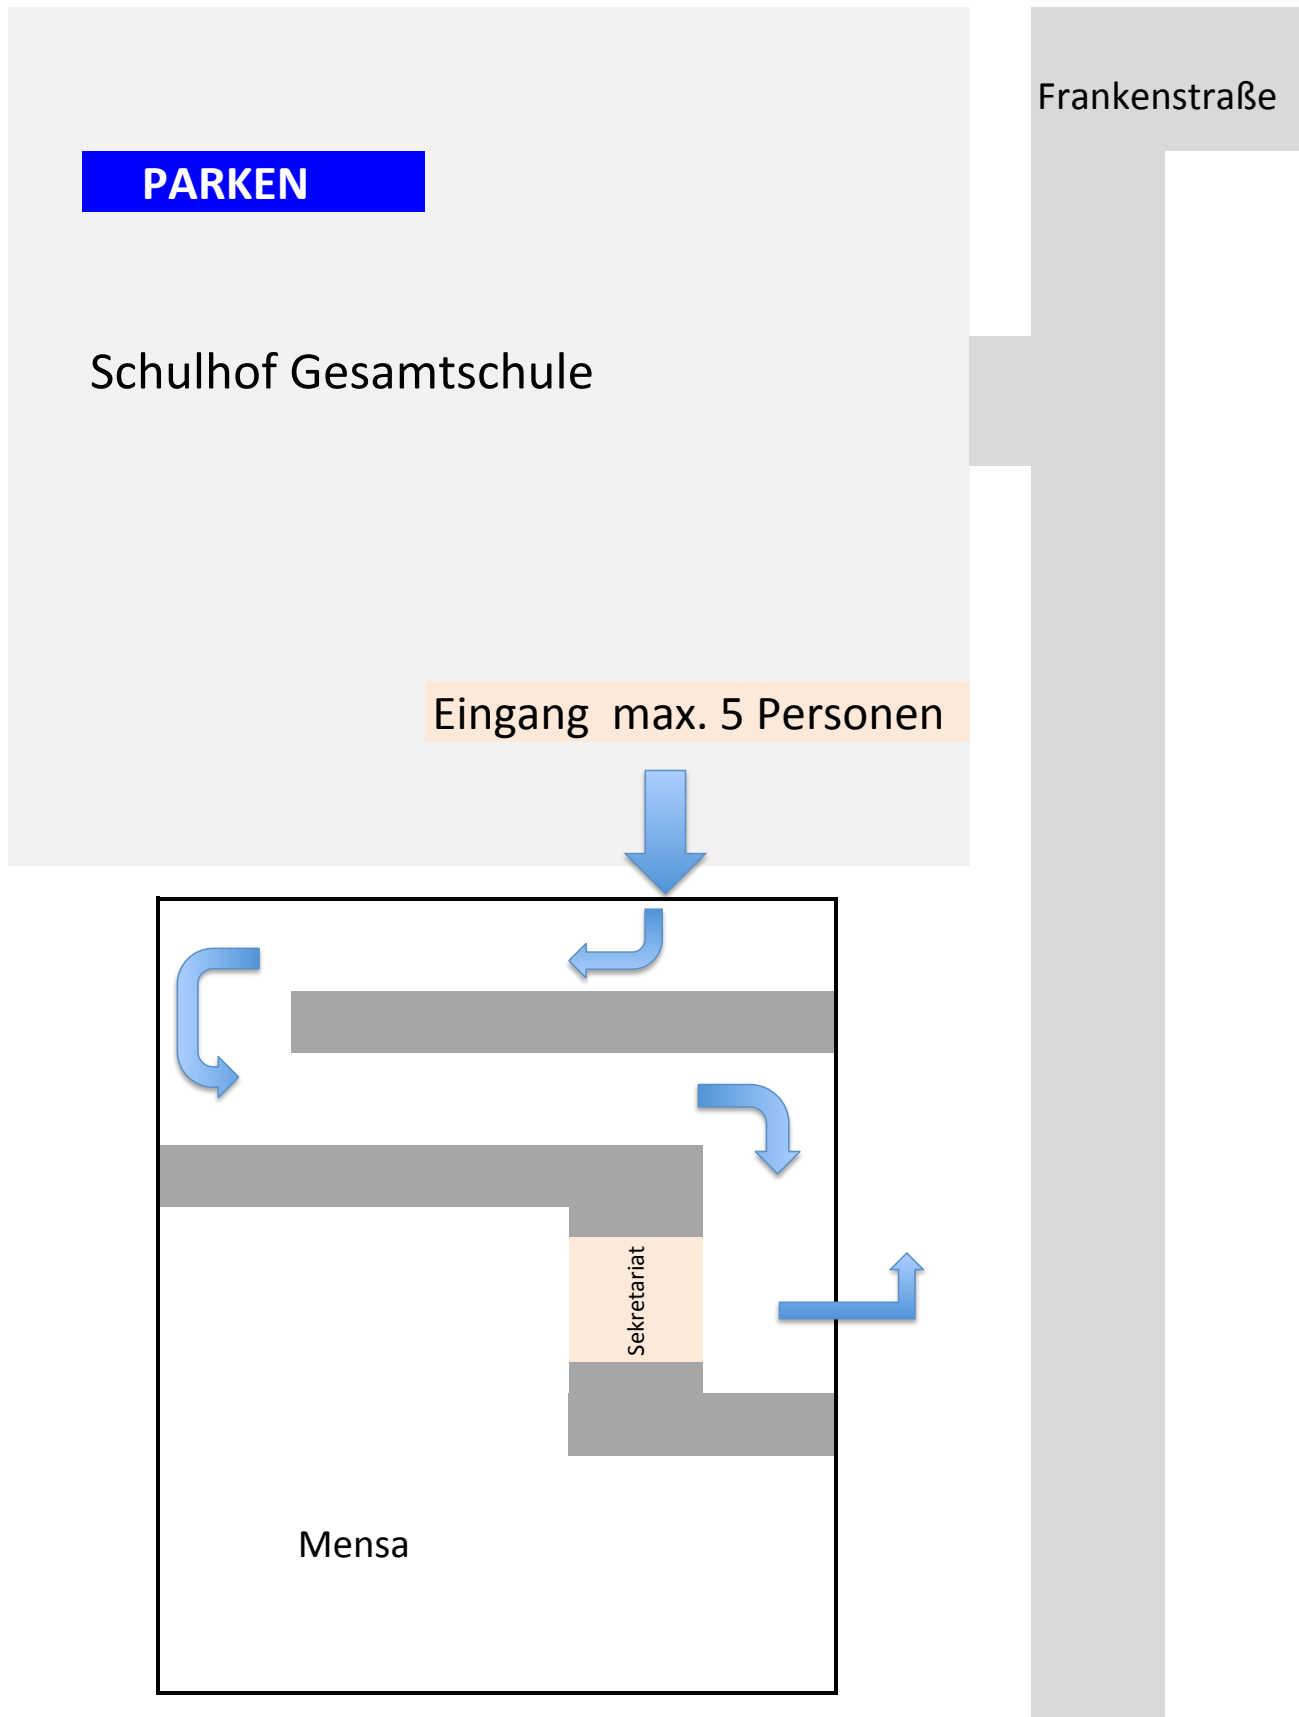 Frankenstraße
PARKEN
Schulhof Gesamtschule
Eingang  max. 5 Personen
Sekretariat
Mensa